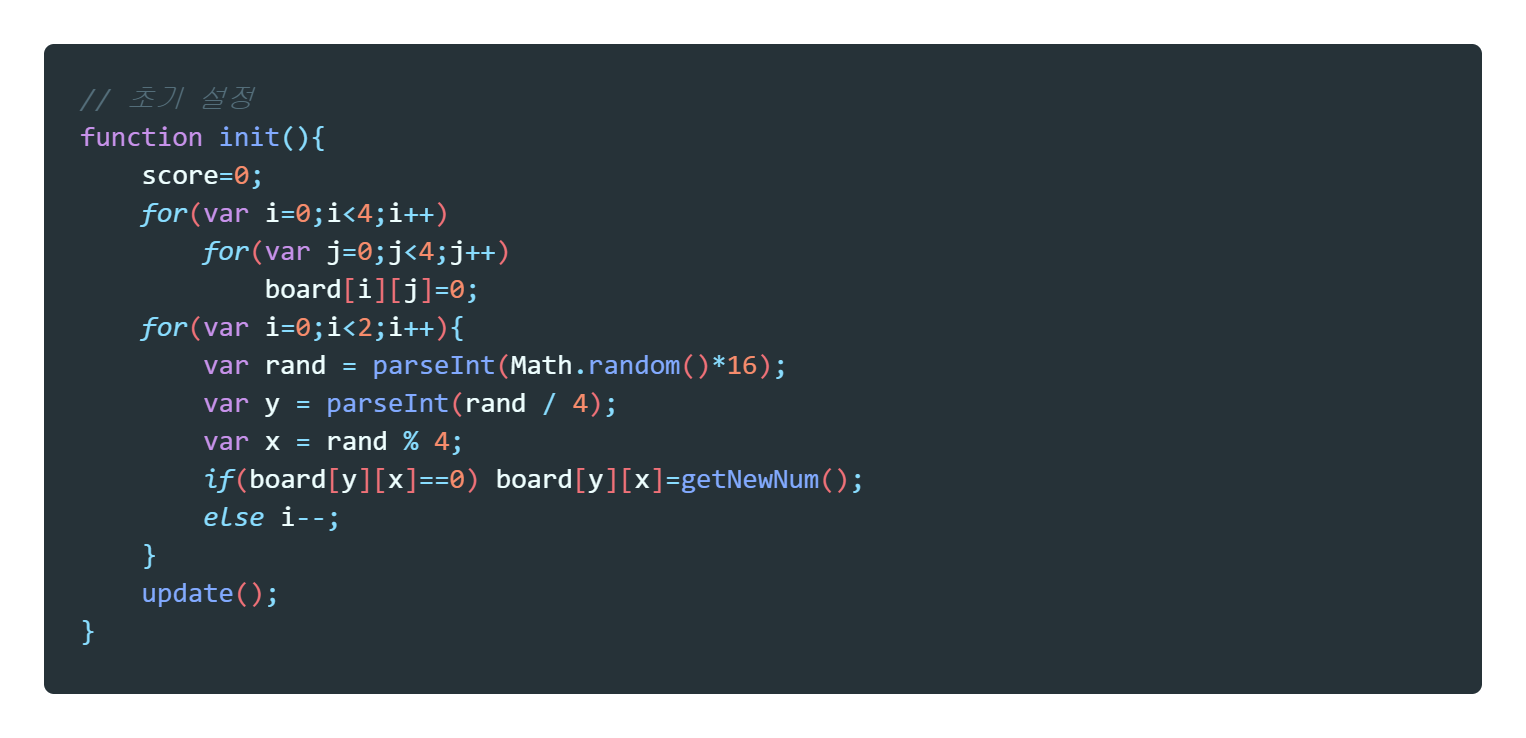 // 초기 설정
function init(){
    score=0;
    for(var i=0;i<4;i++)
        for(var j=0;j<4;j++)
            board[i][j]=0;
    for(var i=0;i<2;i++){
        var rand = parseInt(Math.random()*16);
        var y = parseInt(rand / 4);
        var x = rand % 4;
        if(board[y][x]==0) board[y][x]=getNewNum();
        else i--;
    }
    update();
}